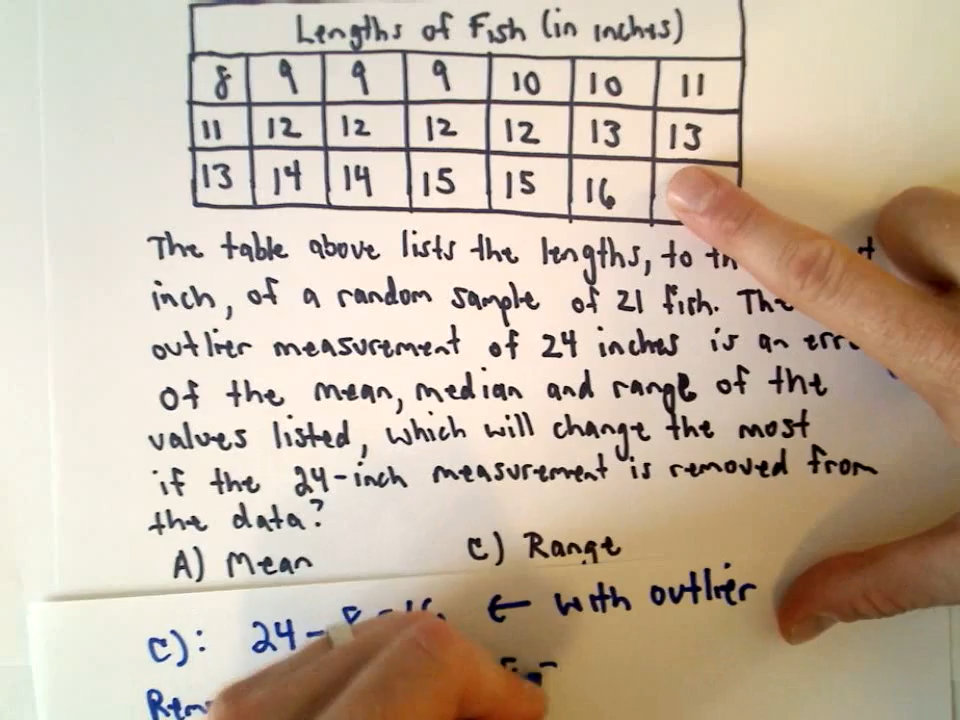 Lengths of Fish (in inches)
8 9 9 9 10 10 11
11 12 12 12 12 13 13
13 14 14 15 15 16
The table above lists the lengths, to
inch, of a random sample of 21 fish. The
outlier measurement of 24 inches is an
of the mean, median and range of the
values listed, which will change the most
if the 24-inch measurement is removed from
the data?
A) Mean C) Range
C): 24- ← with outlier